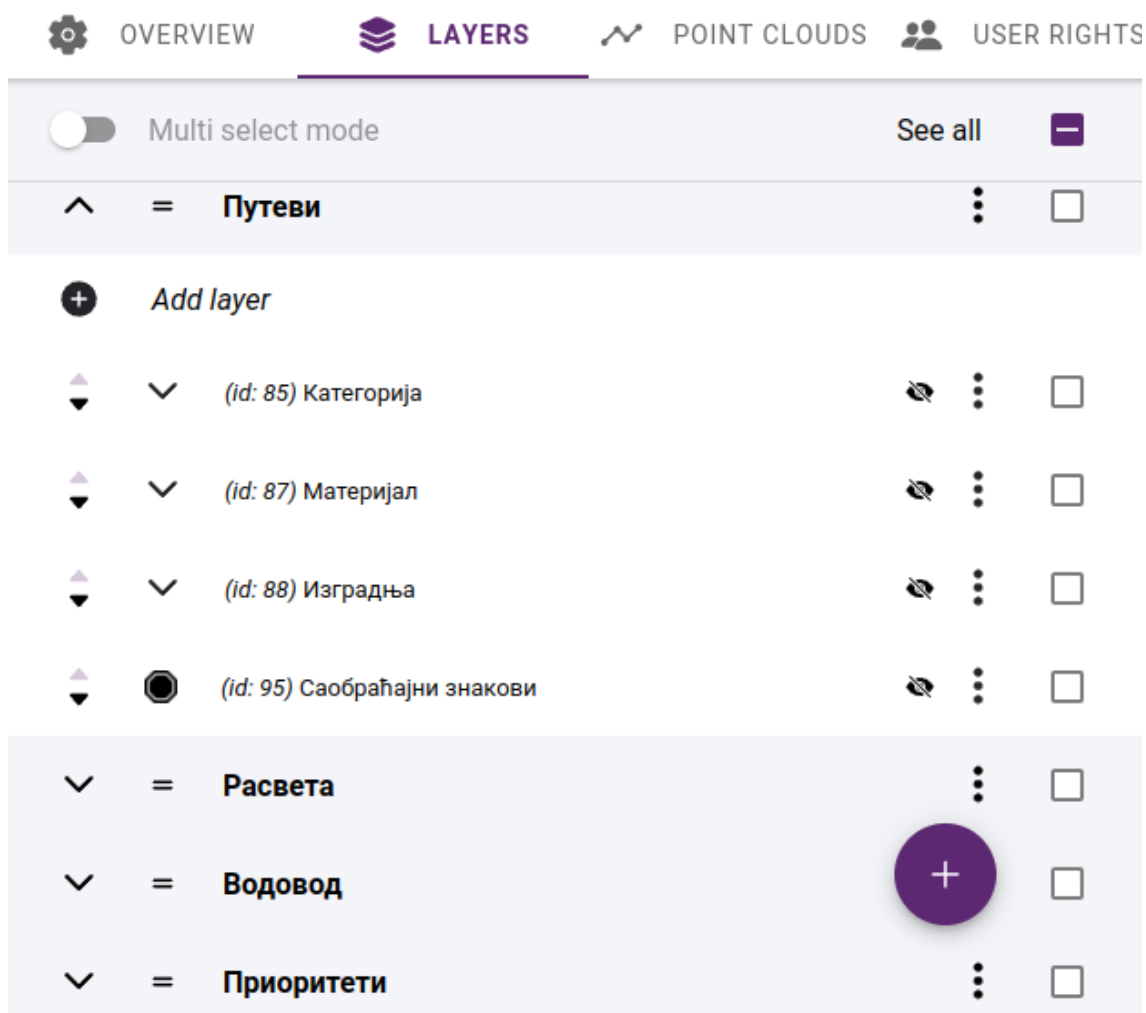 OVERVIEW LAYERS POINT CLOUDS USER RIGHTS
Multi select mode See all
Путеви
Add layer
(id: 85) Категорија
(id: 87) Материјал
(id: 88) Изградња
(id: 95) Саобраћајни знакови
Расвета
Водовод
Приоритети